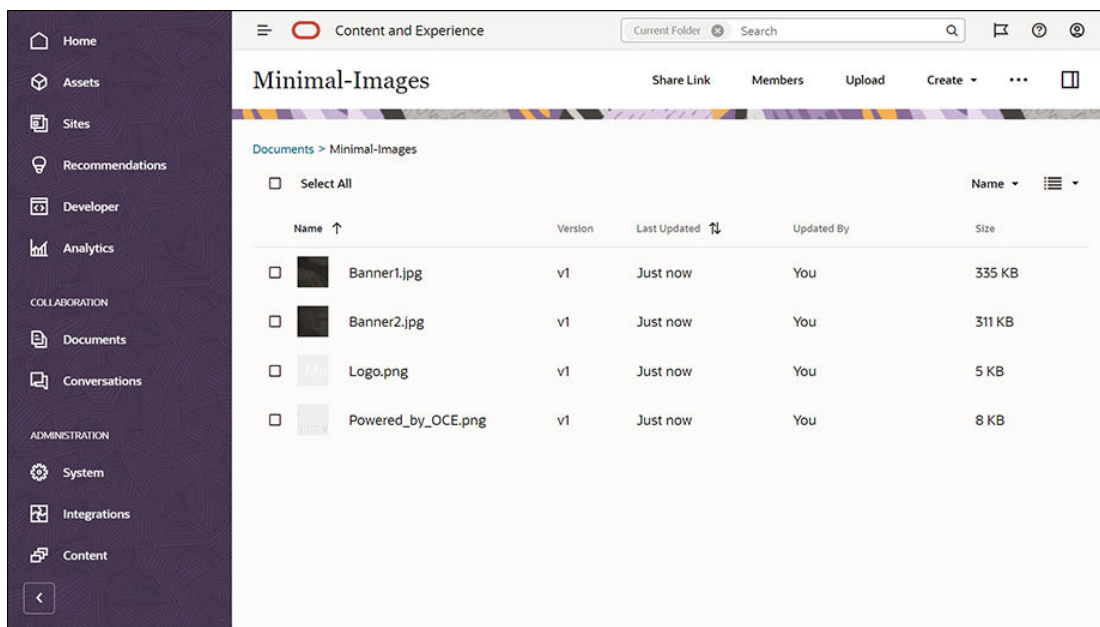 Home
Assets
Sites
Recommendations
Developer
Analytics
COLLABORATION
Documents
Conversations
ADMINISTRATION
System
Integrations
Content
Content and Experience
Current Folder Search
Minimal-Images
Share Link Members Upload Create
Documents > Minimal-Images
Select All Name
Name Version Last Updated Updated By Size
Banner1.jpg v1 Just now You 335 KB
Banner2.jpg v1 Just now You 311 KB
Logo.png v1 Just now You 5 KB
Powered_by_OCE.png v1 Just now You 8 KB